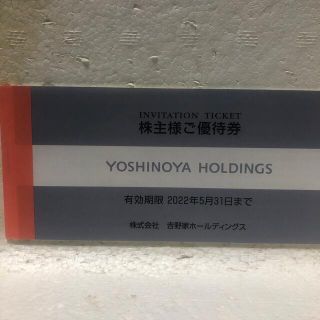 INVITATION TICKET
株主様ご優待券
YOSHINOYA HOLDINGS
有効期限 2022年5月31日まで
株式会社 吉野家ホールディングス